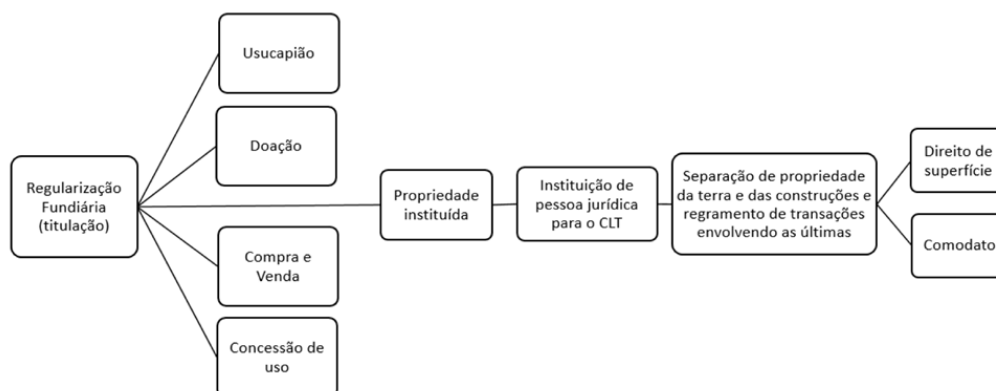 Regularização
Fundiária
(titulação)
Usucapião
Doação
Compra e
Venda
Concessão de
uso
Propriedade
instituída
Instituição de
pessoa jurídica
para o CLT
Separação de propriedade
da terra e das construções e
regramento de transações
envolvendo as últimas
Direito de
superfície
Comodato